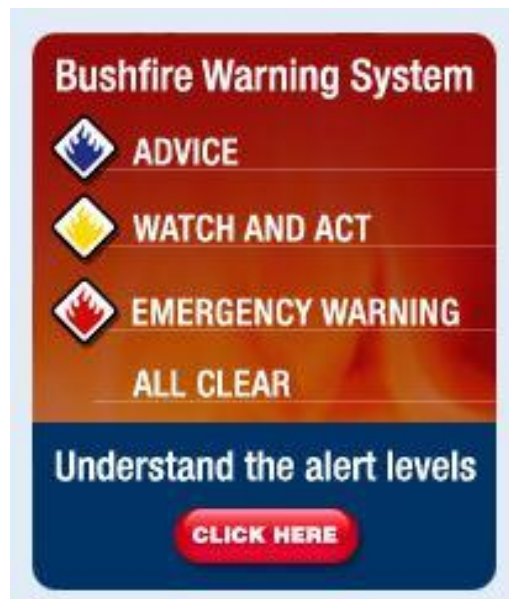 Bushfire Warning System
ADVICE
WATCH AND ACT
EMERGENCY WARNING
ALL CLEAR
Understand the alert levels
CLICK HERE